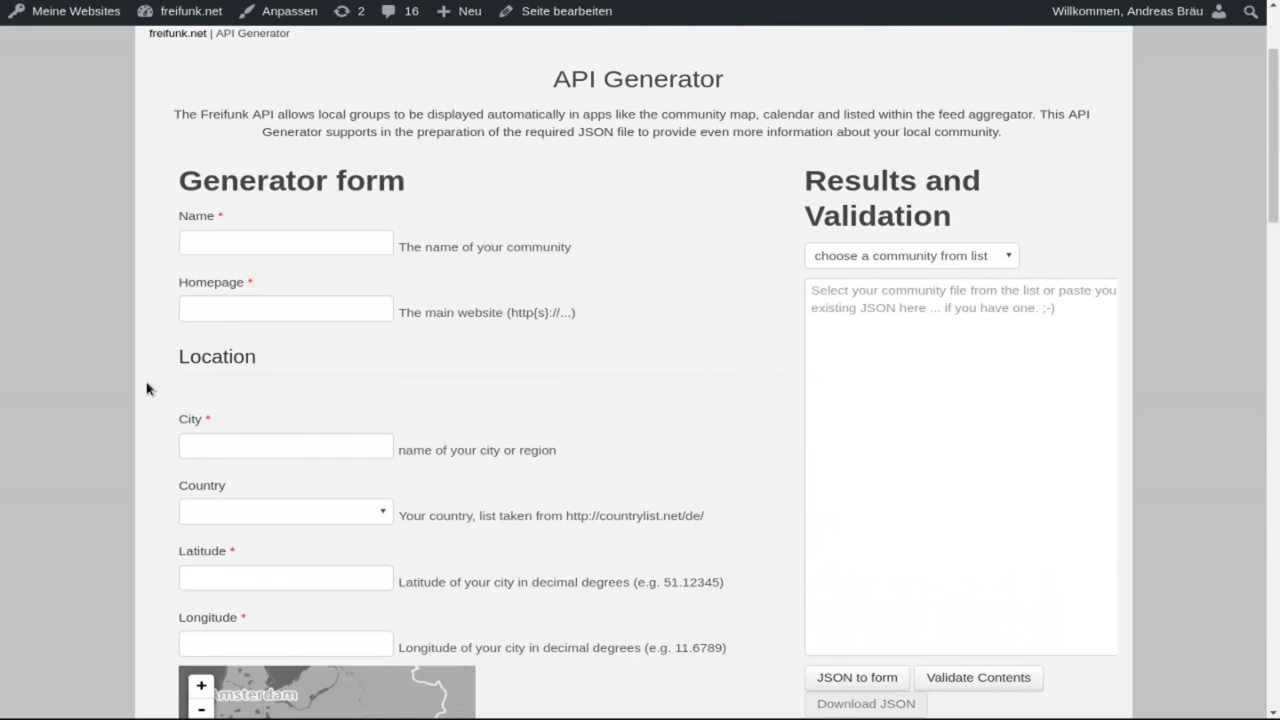 Meine Websites freifunk.net Anpassen 2 16 Neu Seite bearbeiten Willkommen, Andreas Bräu
freifunk.net | API Generator
API Generator
The Freifunk API allows local groups to be displayed automatically in apps like the community map, calendar and listed within the feed aggregator. This API
Generator supports in the preparation of the required JSON file to provide even more information about your local community.
Generator form
Name *
The name of your community
Homepage *
The main website (http{s}://...)
Location
City *
name of your city or region
Country
Your country, list taken from http://countrylist.net/de/
Latitude *
Latitude of your city in decimal degrees (e.g. 51.12345)
Longitude *
Longitude of your city in decimal degrees (e.g. 11.6789)
+
Amsterdam
-
Results and
Validation
choose a community from list
Select your community file from the list or paste you
existing JSON here ... if you have one. ;-)
JSON to form Validate Contents
Download JSON